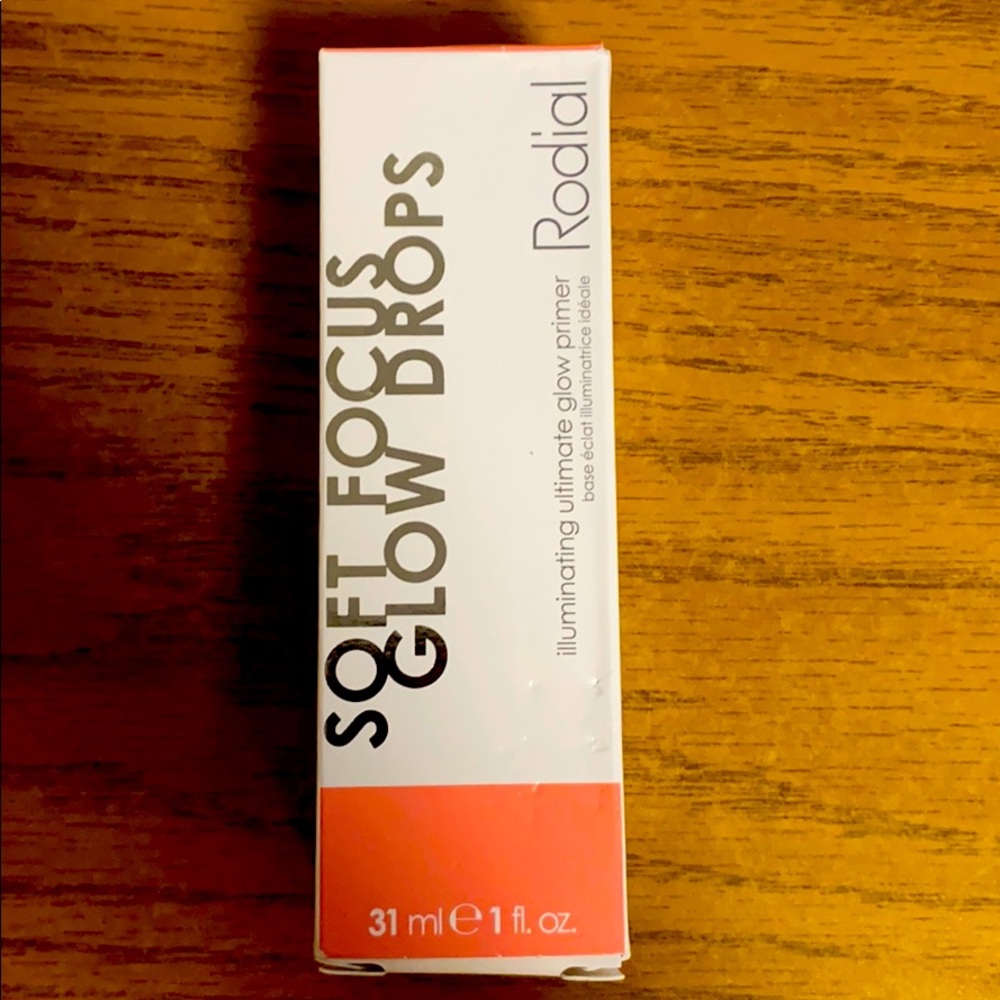 SOFT FOCUS
GLOW DROPS
Rodial
illuminating ultimate glow primer
base éclat illuminatrice idéale
31 ml ℮ 1 fl. oz.